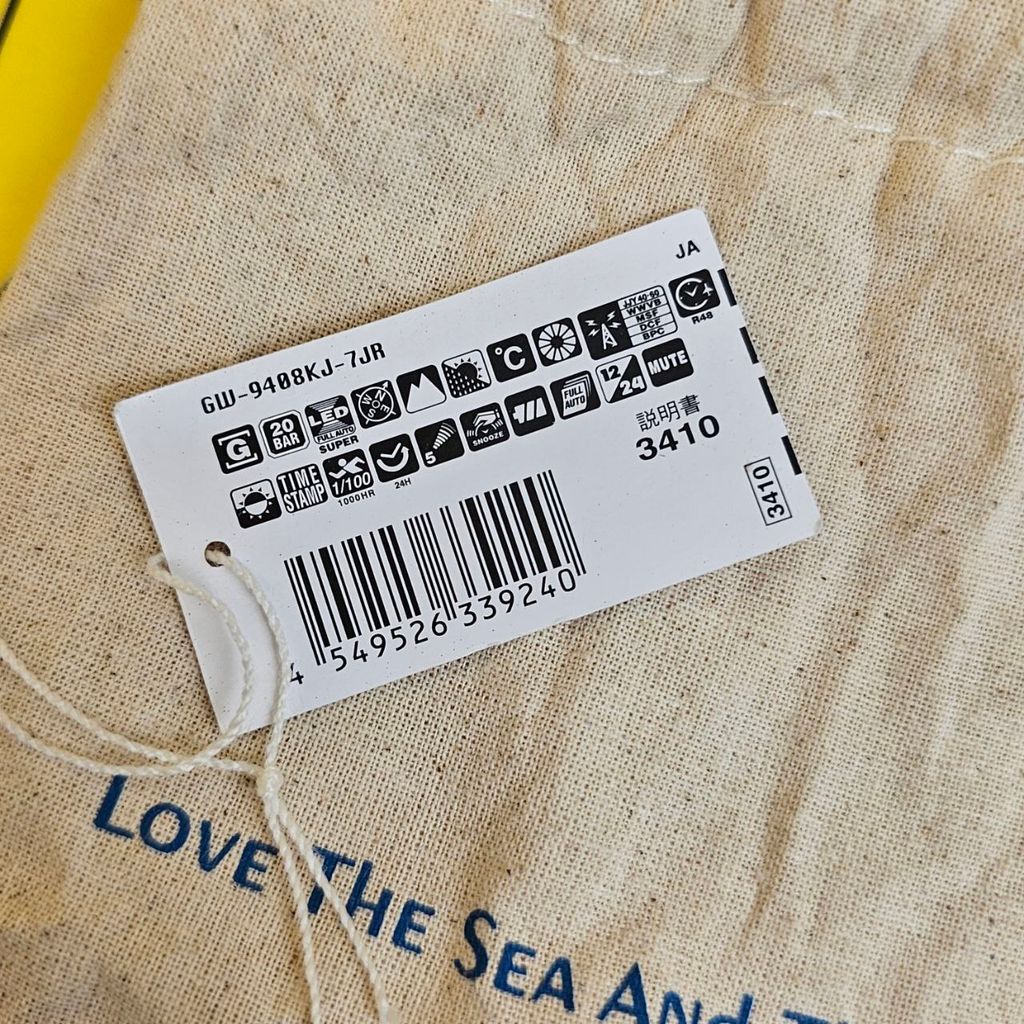 JA
GW-9408KJ-7JR
G 20 BAR LED FULL AUTO SUPER °C JJY 40-60 WWVB MSF DCF BPC R48
TIME STAMP 1/100 1000HR 24H 5 SNOOZE FULL AUTO 12/24 MUTE
説明書
3410
3410
4 549526 339240
LOVE THE SEA AND T